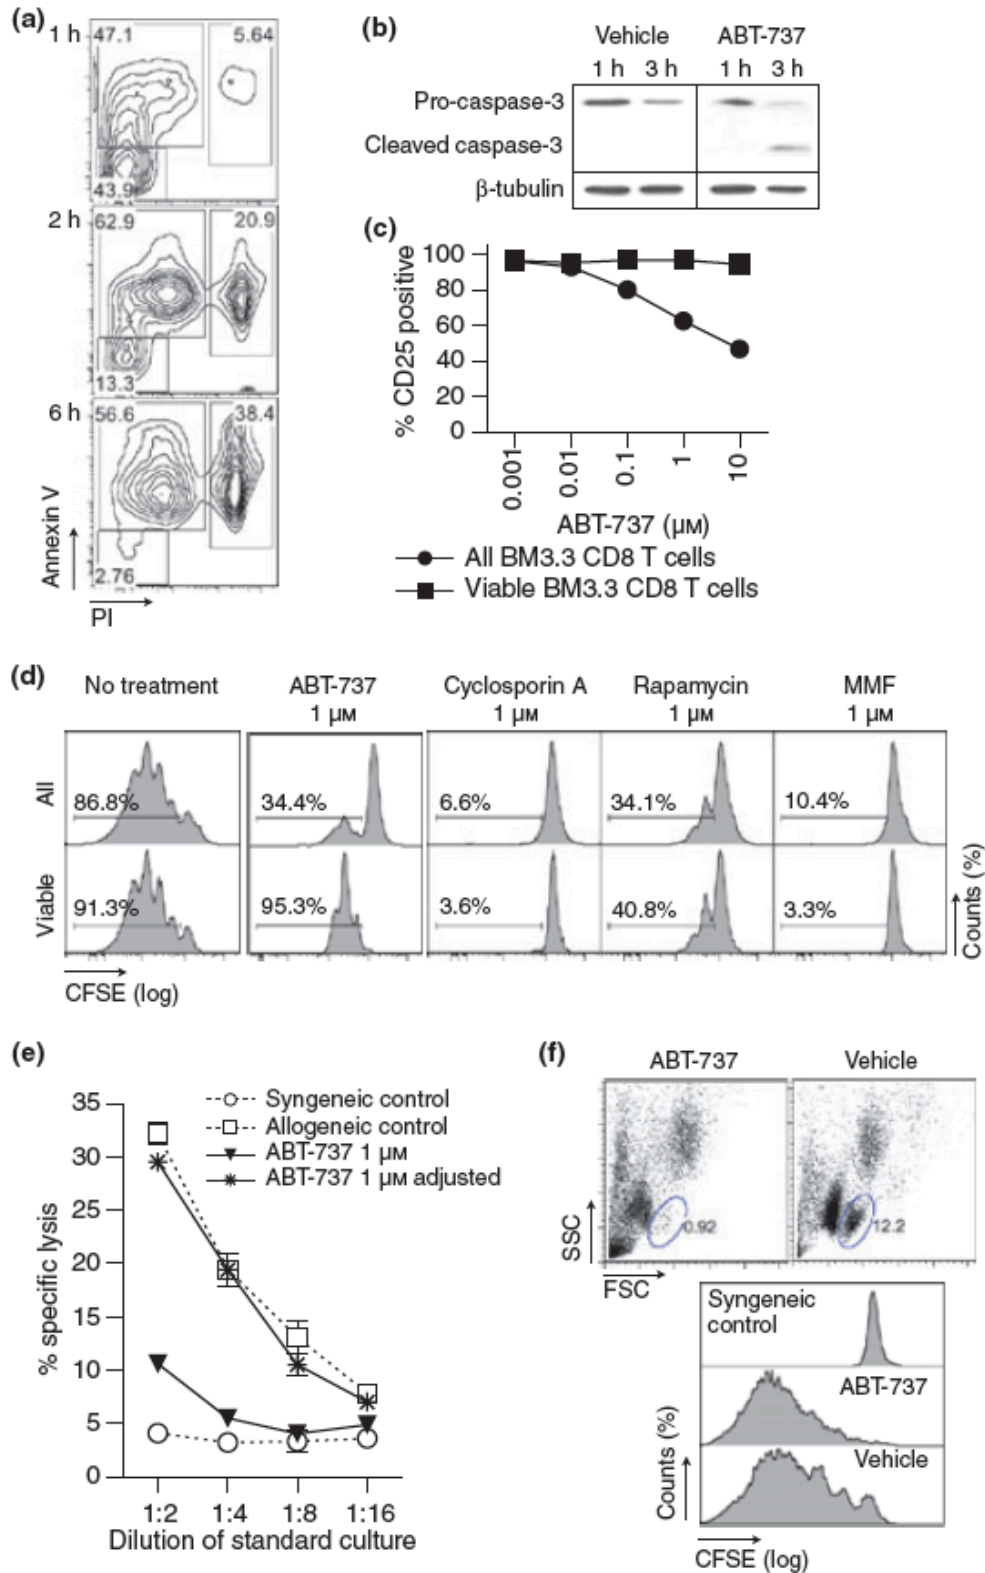 (a)
1 h
47.1
5.64
43.9
2 h
62.9
20.9
13.3
6 h
56.6
38.4
2.76
Annexin V
PI
(b)
Vehicle
ABT-737
1 h 3 h
1 h 3 h
Pro-caspase-3
Cleaved caspase-3
β-tubulin
(c)
% CD25 positive
100
80
60
40
20
0
0.001
0.01
0.1
1
10
ABT-737 (μM)
All BM3.3 CD8 T cells
Viable BM3.3 CD8 T cells
(d)
No treatment
ABT-737
1 μM
Cyclosporin A
1 μM
Rapamycin
1 μM
MMF
1 μM
All
86.8%
34.4%
6.6%
34.1%
10.4%
Viable
91.3%
95.3%
3.6%
40.8%
3.3%
Counts (%)
CFSE (log)
(e)
Syngeneic control
Allogeneic control
ABT-737 1 μM
ABT-737 1 μM adjusted
% specific lysis
35
30
25
20
15
10
5
0
1:2
1:4
1:8
1:16
Dilution of standard culture
(f)
ABT-737
Vehicle
SSC
0.92
12.2
FSC
Syngeneic
control
ABT-737
Vehicle
Counts (%)
CFSE (log)